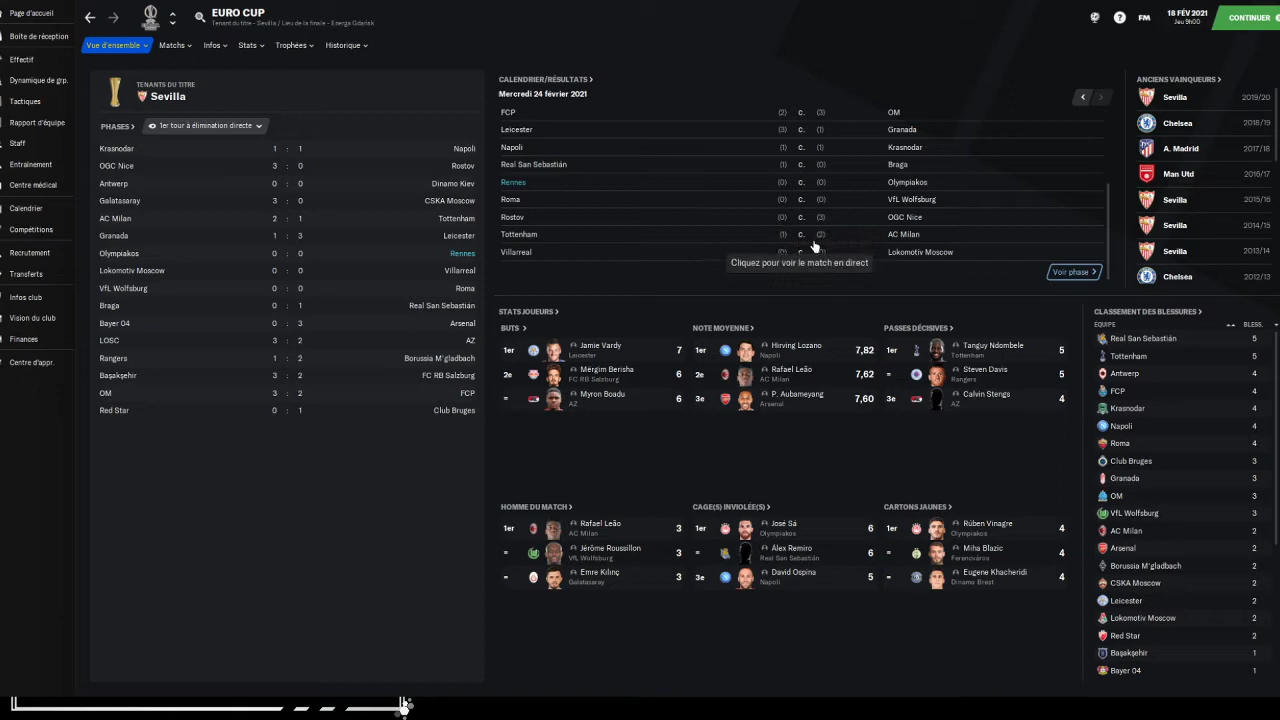 Page d'accueil
Boîte de réception
Effectif
Dynamique de grp.
Tactiques
Rapport d'équipe
Staff
Entraînement
Centre médical
Calendrier
Compétitions
Recrutement
Transferts
Infos club
Vision du club
Finances
Centre d'appr.
EURO CUP
Tenant du titre - Sevilla / Lieu de la finale - Energa Gdańsk
FM
18 FÉV 2021
Jeu 9h00
CONTINUER
Vue d'ensemble
Matchs
Infos
Stats
Trophées
Historique
TENANTS DU TITRE
Sevilla
PHASES
1er tour à élimination directe
Krasnodar 1 : 1 Napoli
OGC Nice 3 : 0 Rostov
Antwerp 0 : 0 Dinamo Kiev
Galatasaray 3 : 0 CSKA Moscow
AC Milan 2 : 1 Tottenham
Granada 1 : 3 Leicester
Olympiakos 0 : 0 Rennes
Lokomotiv Moscow 0 : 0 Villarreal
VfL Wolfsburg 0 : 0 Roma
Braga 0 : 1 Real San Sebastián
Bayer 04 0 : 3 Arsenal
LOSC 3 : 2 AZ
Rangers 1 : 2 Borussia M'gladbach
Başakşehir 3 : 2 FC RB Salzburg
OM 3 : 2 FCP
Red Star 0 : 1 Club Bruges
CALENDRIER/RÉSULTATS
Mercredi 24 février 2021
FCP (2) c. (3) OM
Leicester (3) c. (1) Granada
Napoli (1) c. (1) Krasnodar
Real San Sebastián (1) c. (0) Braga
Rennes (0) c. (0) Olympiakos
Roma (0) c. (0) VfL Wolfsburg
Rostov (0) c. (3) OGC Nice
Tottenham (1) c. (2) AC Milan
Villarreal (0) c. Lokomotiv Moscow
Cliquez pour voir le match en direct
Voir phase
ANCIENS VAINQUEURS
Sevilla 2019/20
Chelsea 2018/19
A. Madrid 2017/18
Man Utd 2016/17
Sevilla 2015/16
Sevilla 2014/15
Sevilla 2013/14
Chelsea 2012/13
STATS JOUEURS
BUTS
1er Jamie Vardy 7
Leicester
2e Mërgim Berisha 6
FC RB Salzburg
= Myron Boadu 6
AZ
NOTE MOYENNE
1er Hirving Lozano 7,82
Napoli
2e Rafael Leão 7,62
AC Milan
3e P. Aubameyang 7,60
Arsenal
PASSES DÉCISIVES
1er Tanguy Ndombele 5
Tottenham
= Steven Davis 5
Rangers
3e Calvin Stengs 4
AZ
HOMME DU MATCH
1er Rafael Leão 3
AC Milan
= Jérôme Roussillon 3
VfL Wolfsburg
= Emre Kılınç 3
Galatasaray
CAGE(S) INVIOLÉE(S)
1er José Sá 6
Olympiakos
= Álex Remiro 6
Real San Sebastián
3e David Ospina 5
Napoli
CARTONS JAUNES
1er Rúben Vinagre 4
Olympiakos
= Miha Blazic 4
Ferencváros
= Eugene Khacheridi 4
Dinamo Brest
CLASSEMENT DES BLESSURES
ÉQUIPE BLESS.
Real San Sebastián 5
Tottenham 5
Antwerp 4
FCP 4
Krasnodar 4
Napoli 4
Roma 4
Club Bruges 3
Granada 3
OM 3
VfL Wolfsburg 3
AC Milan 2
Arsenal 2
Borussia M'gladbach 2
CSKA Moscow 2
Leicester 2
Lokomotiv Moscow 2
Red Star 2
Başakşehir 1
Bayer 04 1